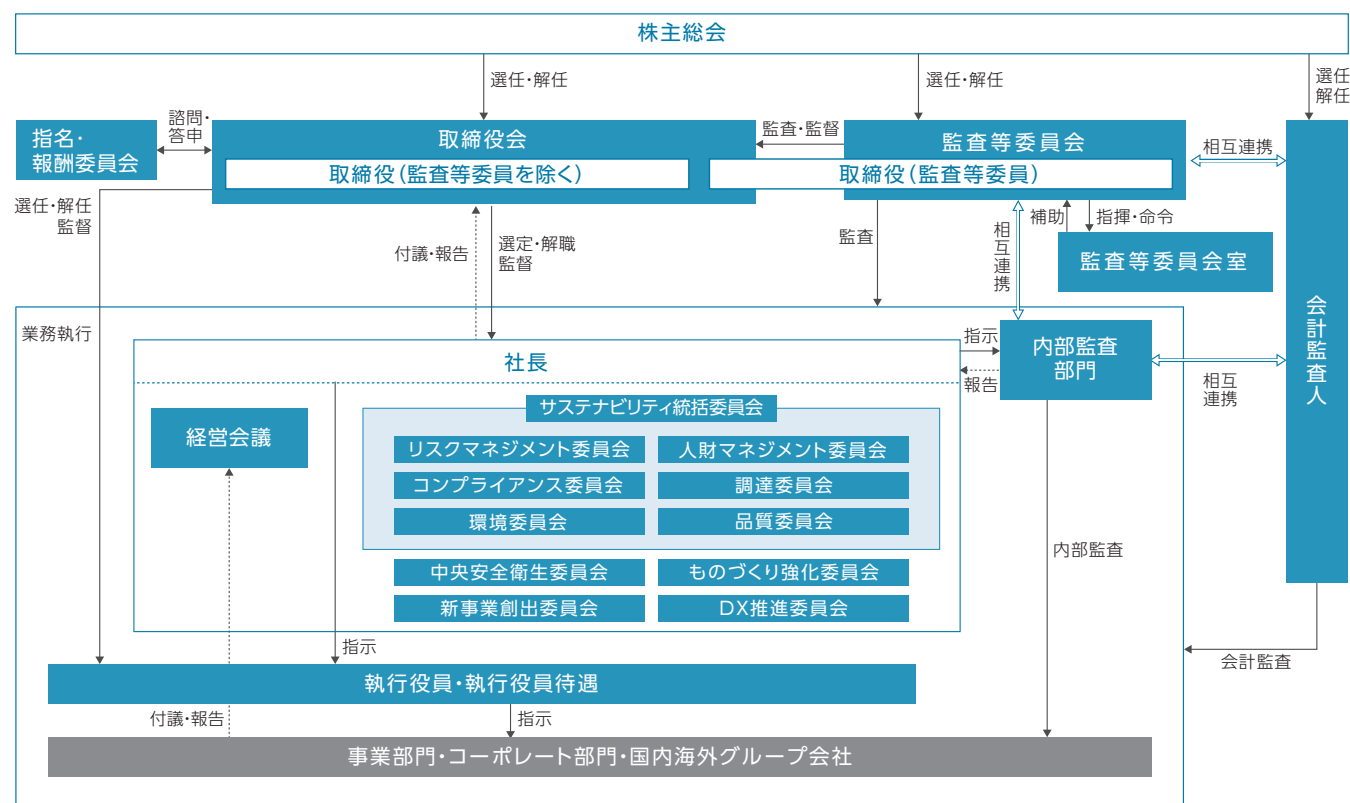 株主総会
選任・解任
選任・解任
選任
解任
指名・
報酬委員会
諮問・
答申
取締役会
取締役（監査等委員を除く）
監査・監督
監査等委員会
取締役（監査等委員）
相互連携
会計監査人
選任・解任
監督
付議・報告
選定・解職
監督
監査
相互連携
補助
指揮・命令
監査等委員会室
業務執行
社長
指示
報告
内部監査
部門
相互
連携
経営会議
サステナビリティ統括委員会
リスクマネジメント委員会
人財マネジメント委員会
コンプライアンス委員会
調達委員会
環境委員会
品質委員会
中央安全衛生委員会
ものづくり強化委員会
新事業創出委員会
DX推進委員会
内部監査
指示
会計監査
執行役員・執行役員待遇
付議・報告
指示
事業部門・コーポレート部門・国内海外グループ会社